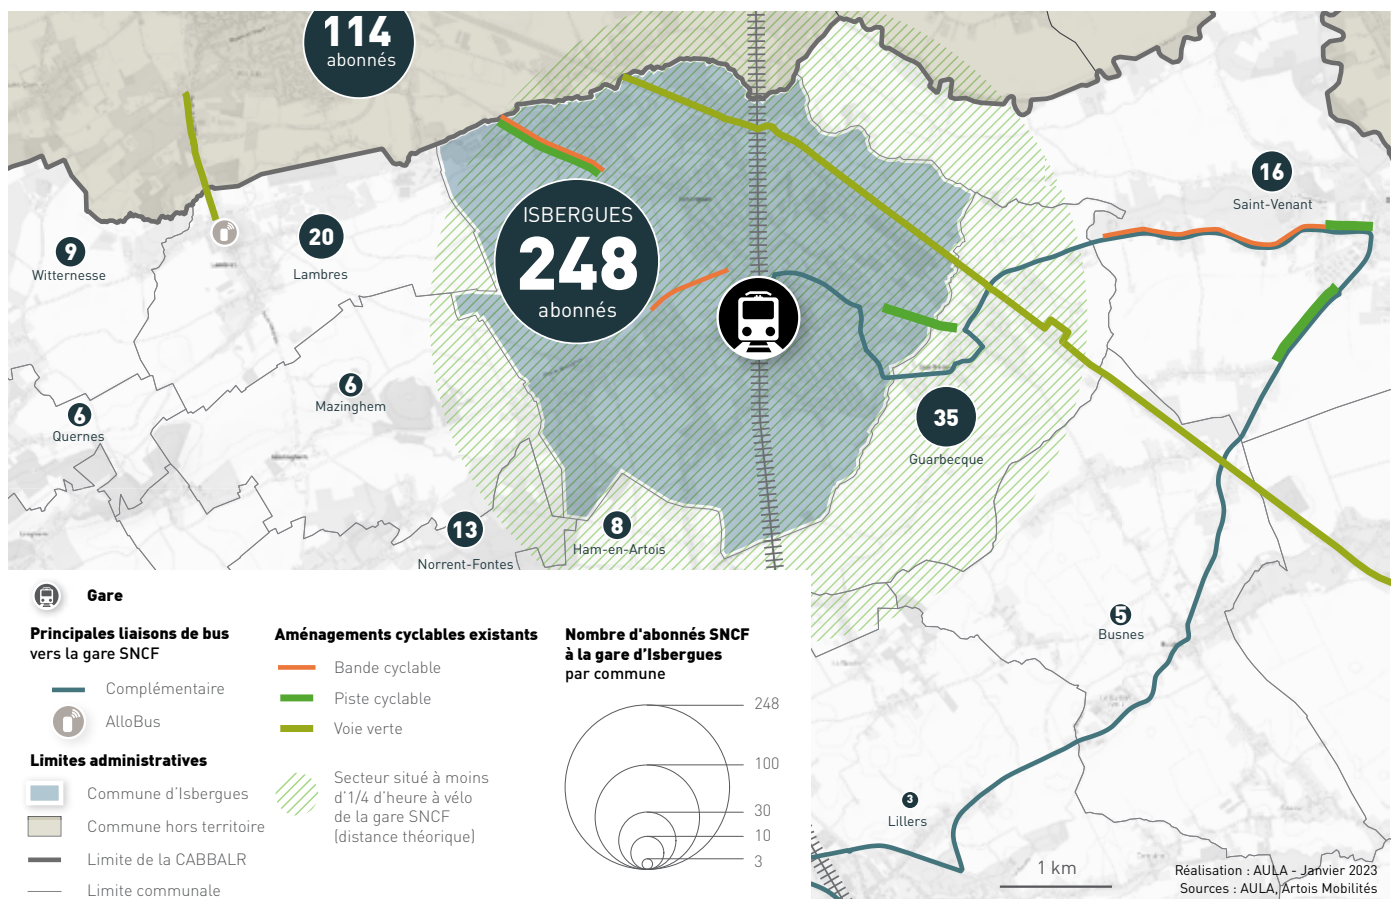 114
abonnés
16
Saint-Venant
ISBERGUES
248
abonnés
9
Witternesse
20
Lambres
6
Mazinghem
6
Quernes
35
Guarbecque
13
Norrent-Fontes
8
Ham-en-Artois
5
Busnes
3
Lillers
Gare
Principales liaisons de bus
vers la gare SNCF
Complémentaire
AlloBus
Limites administratives
Commune d'Isbergues
Commune hors territoire
Limite de la CABBALR
Limite communale
Aménagements cyclables existants
Bande cyclable
Piste cyclable
Voie verte
Secteur situé à moins
d'1/4 d'heure à vélo
de la gare SNCF
(distance théorique)
Nombre d'abonnés SNCF
à la gare d'Isbergues
par commune
248
100
30
10
3
1 km
Réalisation : AULA - Janvier 2023
Sources : AULA, Artois Mobilités